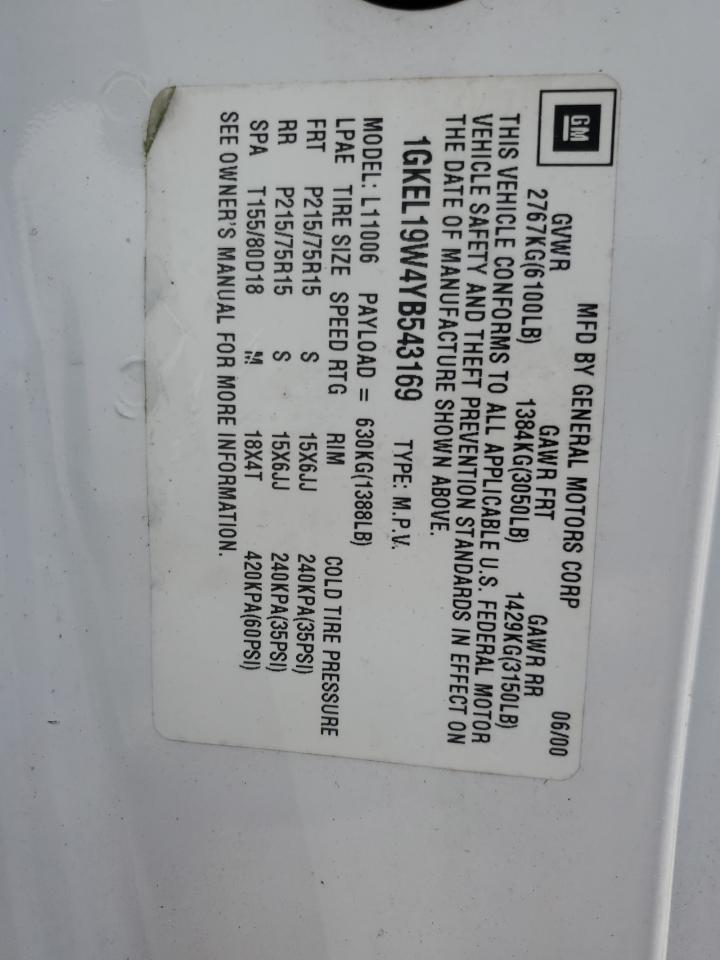 GM
MFD BY GENERAL MOTORS CORP 06/00
GVWR GAWR FRT GAWR RR
2767KG(6100LB) 1384KG(3050LB) 1429KG(3150LB)
THIS VEHICLE CONFORMS TO ALL APPLICABLE U.S. FEDERAL MOTOR
VEHICLE SAFETY AND THEFT PREVENTION STANDARDS IN EFFECT ON
THE DATE OF MANUFACTURE SHOWN ABOVE.
1GKEL19W4YB543169 TYPE: M.P.V.
MODEL: L11006 PAYLOAD = 630KG(1388LB)
LPAE TIRE SIZE SPEED RTG RIM COLD TIRE PRESSURE
FRT P215/75R15 S 15X6JJ 240KPA(35PSI)
RR P215/75R15 S 15X6JJ 240KPA(35PSI)
SPA T155/80D18 M 18X4T 420KPA(60PSI)
SEE OWNER'S MANUAL FOR MORE INFORMATION.